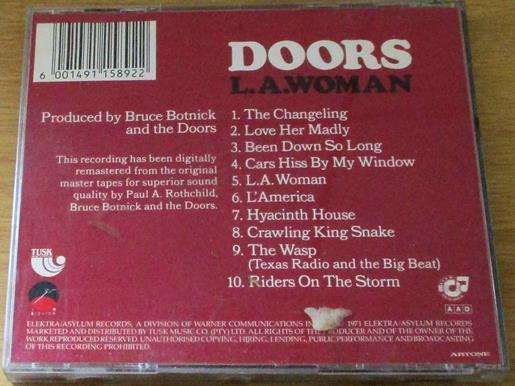 6 001491 158922
DOORS
L.A.WOMAN
Produced by Bruce Botnick
and the Doors
This recording has been digitally
remastered from the original
master tapes for superior sound
quality by Paul A. Rothchild,
Bruce Botnick and the Doors.
1. The Changeling
2. Love Her Madly
3. Been Down So Long
4. Cars Hiss By My Window
5. L.A.Woman
6. L'America
7. Hyacinth House
8. Crawling King Snake
9. The Wasp
(Texas Radio and the Big Beat)
10. Riders On The Storm
TUSK
AAD
ELEKTRA/ASYLUM RECORDS, A DIVISION OF WARNER COMMUNICATIONS 1971 ELEKTRA/ASYLUM RECORDS
MARKETED AND DISTRIBUTED BY TUSK MUSIC CO. (PTY) LTD. ALL RIGHTS OF THE PRODUCER AND OF THE OWNER OF THE
WORK REPRODUCED RESERVED. UNAUTHORISED COPYING, HIRING, LENDING, PUBLIC PERFORMANCE AND BROADCASTING
OF THIS RECORDING PROHIBITED.
ARTONE